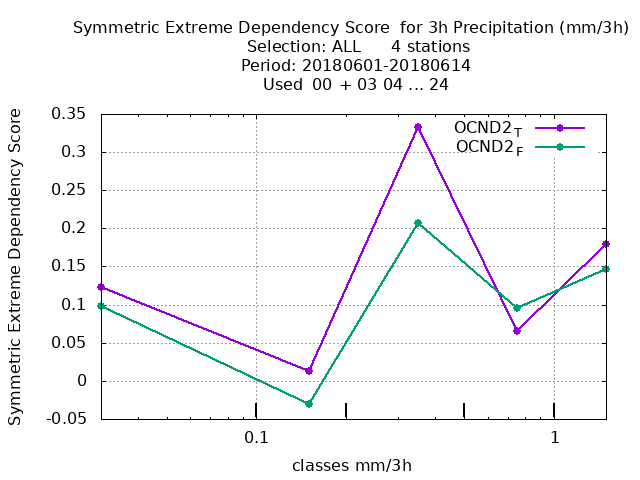 Symmetric Extreme Dependency Score for 3h Precipitation (mm/3h)
Selection: ALL 4 stations
Period: 20180601-20180614
Used 00 + 03 04 ... 24
OCND2T
OCND2F
Symmetric Extreme Dependency Score
0.35
0.3
0.25
0.2
0.15
0.1
0.05
0
-0.05
0.1 1
classes mm/3h